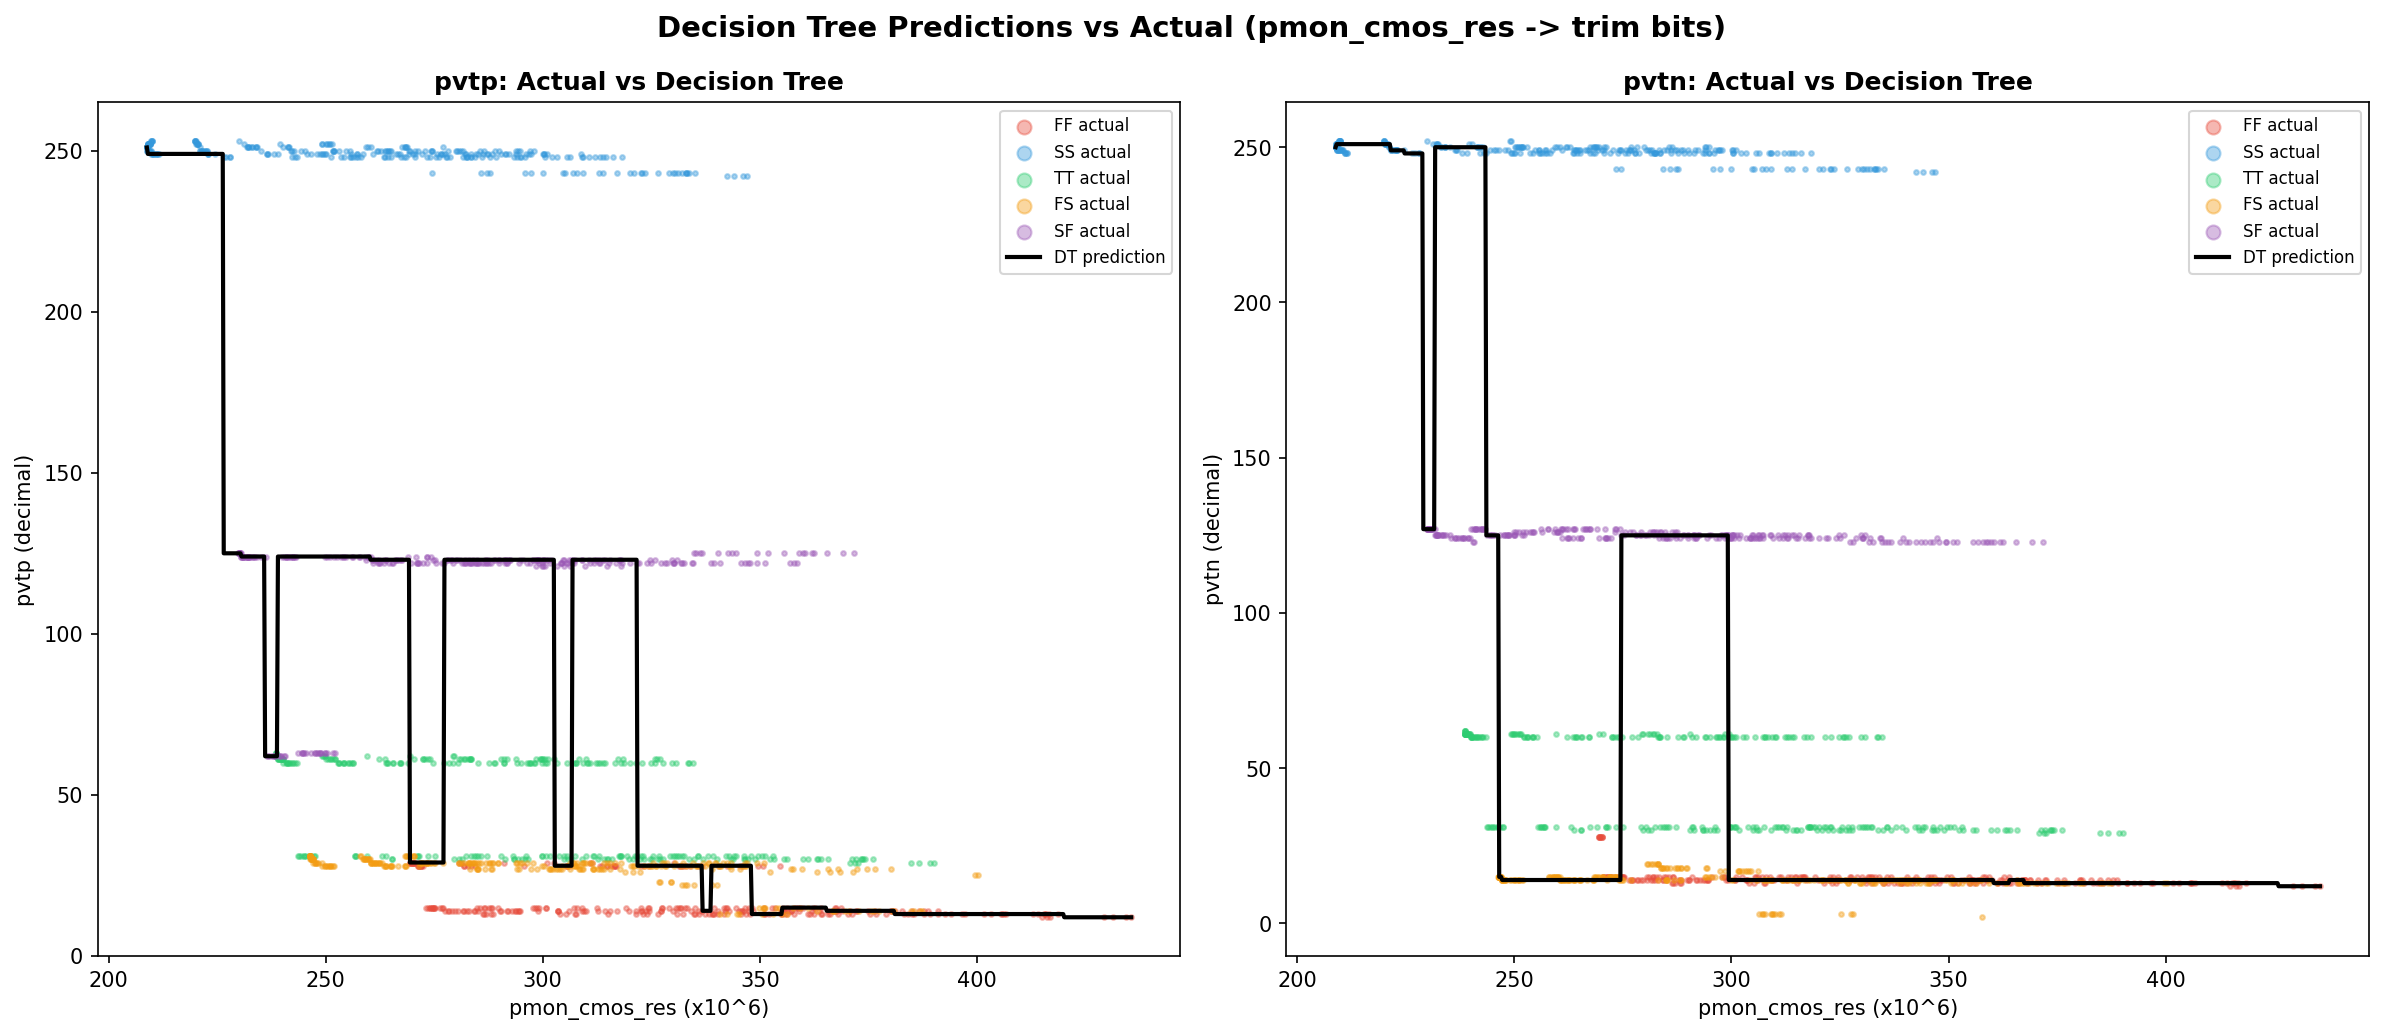 Decision Tree Predictions vs Actual (pmon_cmos_res -> trim bits)
pvtp: Actual vs Decision Tree
250
200
150
100
50
0
200
250
300
350
400
pvtp (decimal)
pmon_cmos_res (x10^6)
FF actual
SS actual
TT actual
FS actual
SF actual
DT prediction
pvtn: Actual vs Decision Tree
250
200
150
100
50
0
200
250
300
350
400
pvtn (decimal)
pmon_cmos_res (x10^6)
FF actual
SS actual
TT actual
FS actual
SF actual
DT prediction